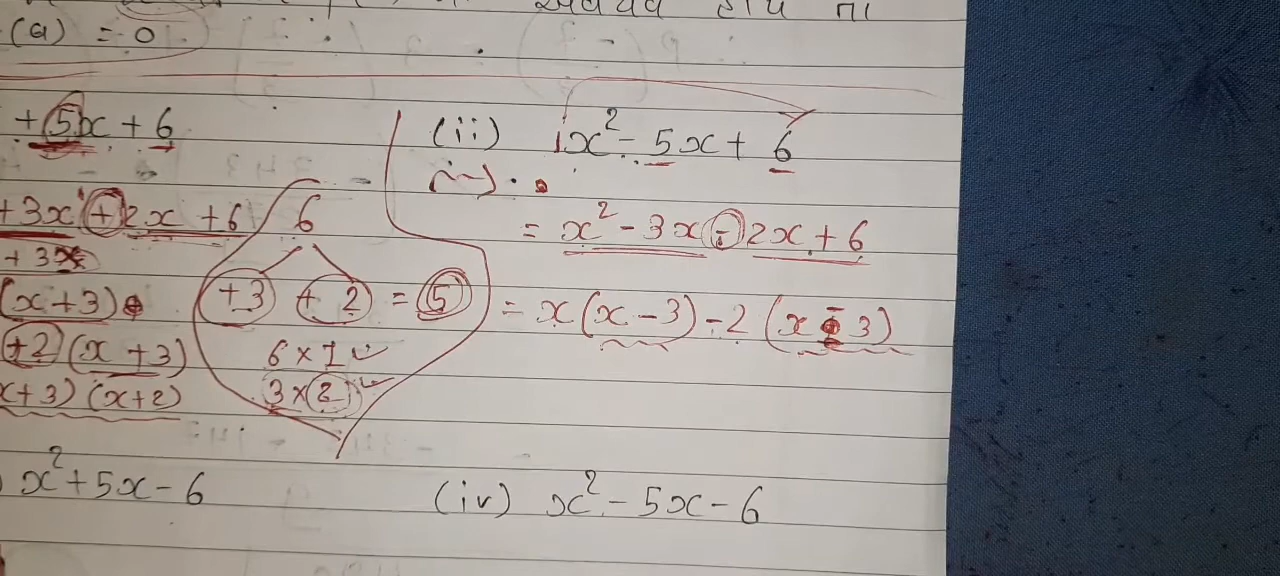 (a) = 0
+5x + 6
+3x + 2x + 6
+ 3x
(x+3)
+2 (x + 3)
x+3) (x+2)
6
+3 + 2 = 5
6 × 1
3 × 2
(ii) x² - 5x + 6
= x² - 3x - 2x + 6
= x (x - 3) - 2 (x - 3)
x² + 5x - 6
(iv) x² - 5x - 6